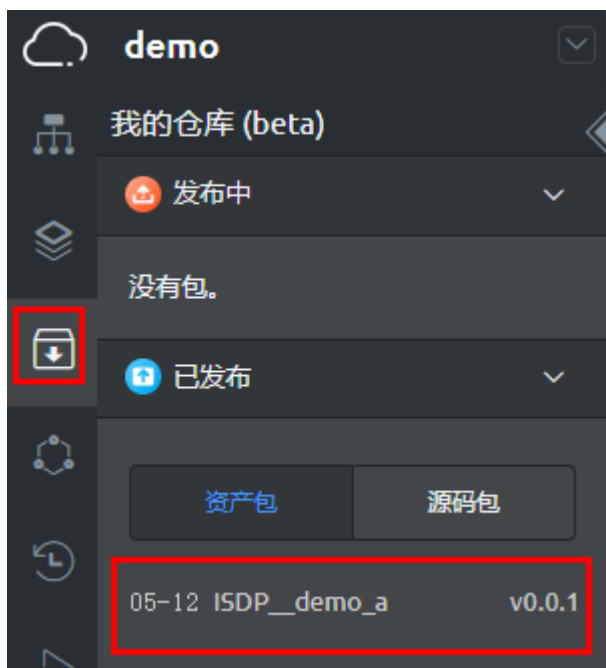 demo
我的仓库 (beta)
发布中
没有包。
已发布
资产包 源码包
05-12 ISDP__demo_a v0.0.1